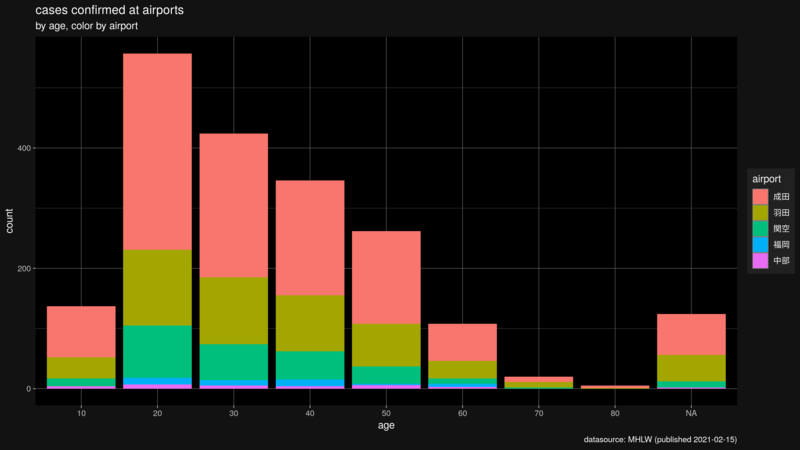 cases confirmed at airports
by age, color by airport
count
400
200
0
10 20 30 40 50 60 70 80 NA
age
airport
成田
羽田
関空
福岡
中部
datasource: MHLW (published 2021-02-15)